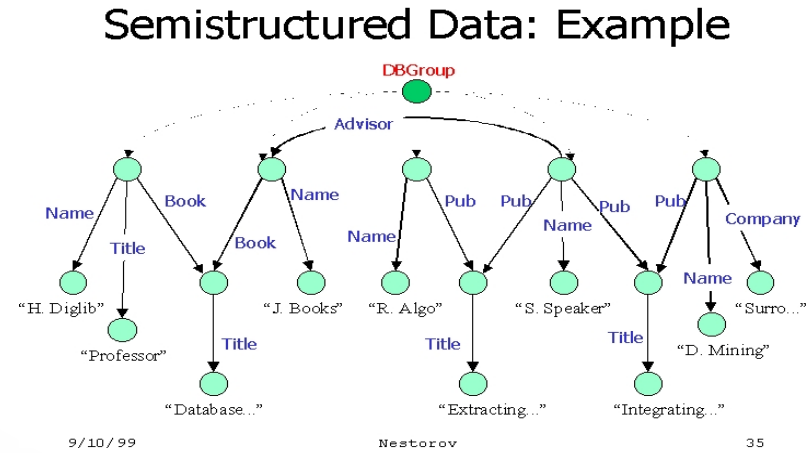 Semistructured Data: Example
DBGroup
Advisor
Name
Book
Name
Pub
Pub
Pub
Pub
Company
Title
Book
Name
Name
Name
"H. Diglib"
"J. Books"
"R. Algo"
"S. Speaker"
"Surro..."
"Professor"
Title
Title
Title
"D. Mining"
"Database..."
"Extracting..."
"Integrating..."
9/10/99
Nestorov
35